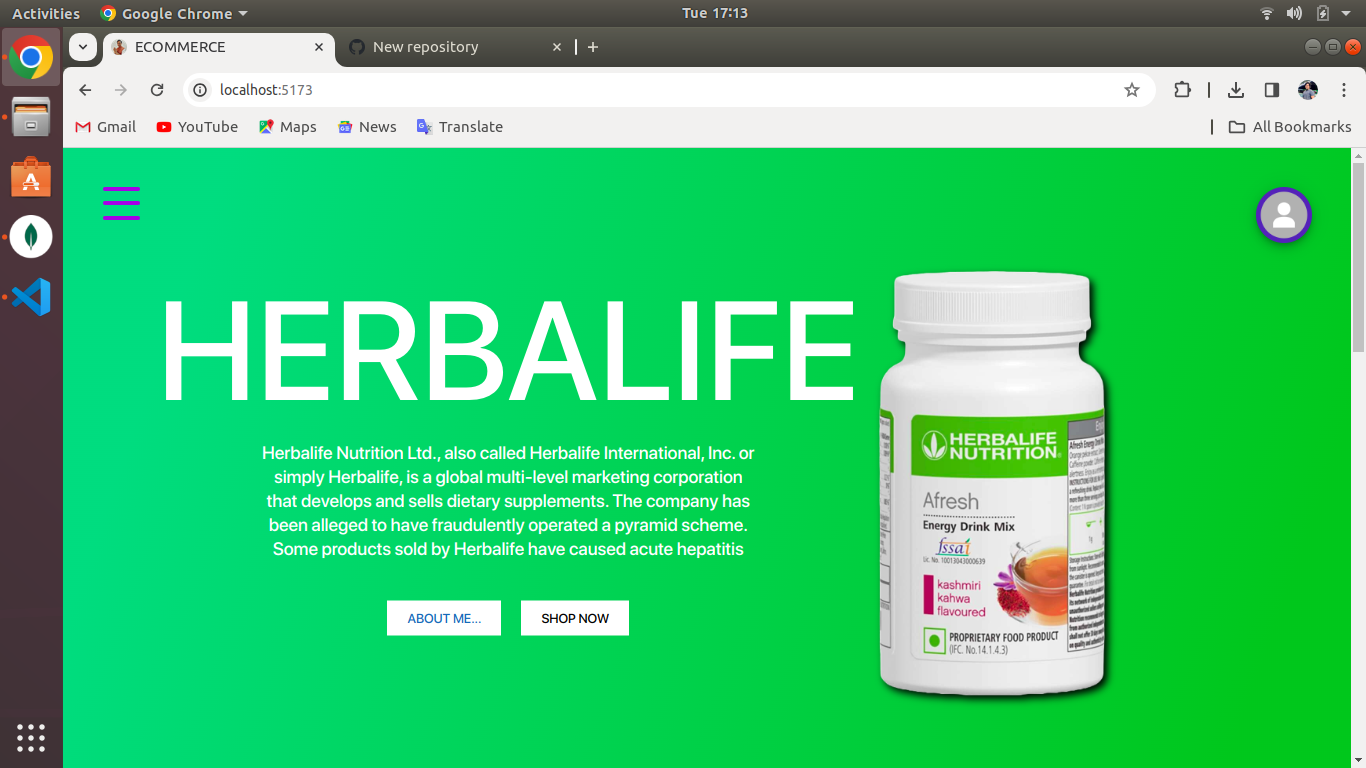 Activities
Google Chrome
Tue 17:13
ECOMMERCE
New repository
localhost:5173
Gmail
YouTube
Maps
News
Translate
All Bookmarks
HERBALIFE
Herbalife Nutrition Ltd., also called Herbalife International, Inc. or
simply Herbalife, is a global multi-level marketing corporation
that develops and sells dietary supplements. The company has
been alleged to have fraudulently operated a pyramid scheme.
Some products sold by Herbalife have caused acute hepatitis
ABOUT ME...
SHOP NOW
HERBALIFE
NUTRITION
Afresh
Energy Drink Mix
fssai
Lic. No. 10013043000639
kashmiri
kahwa
flavoured
PROPRIETARY FOOD PRODUCT
(IFC. No.14.1.4.3)